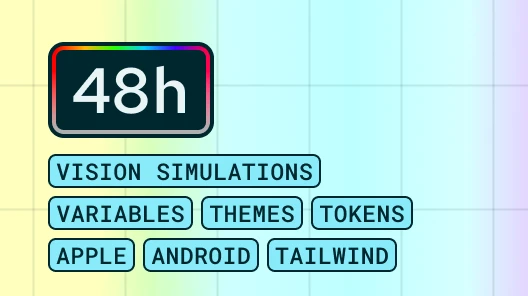 48h
VISION SIMULATIONS
VARIABLES THEMES TOKENS
APPLE ANDROID TAILWIND